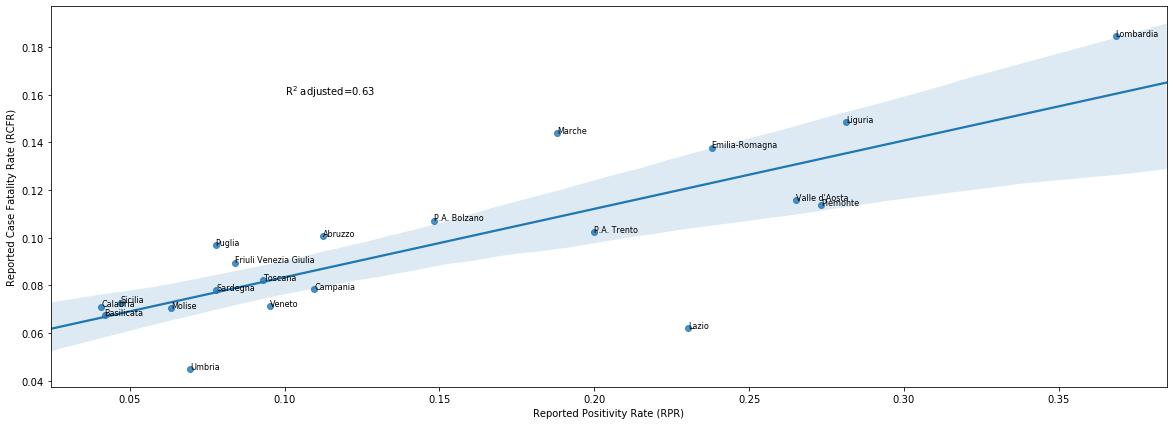 0.18
0.16
0.14
0.12
0.10
0.08
0.06
0.04
Reported Case Fatality Rate (RCFR)
R² adjusted=0.63
Lombardia
Liguria
Marche
Emilia-Romagna
Valle d'Aosta
Piemonte
P.A. Bolzano
P.A. Trento
Abruzzo
Puglia
Friuli Venezia Giulia
Toscana
Sardegna
Campania
Sicilia
Calabria
Basilicata
Molise
Veneto
Lazio
Umbria
0.05
0.10
0.15
0.20
0.25
0.30
0.35
Reported Positivity Rate (RPR)